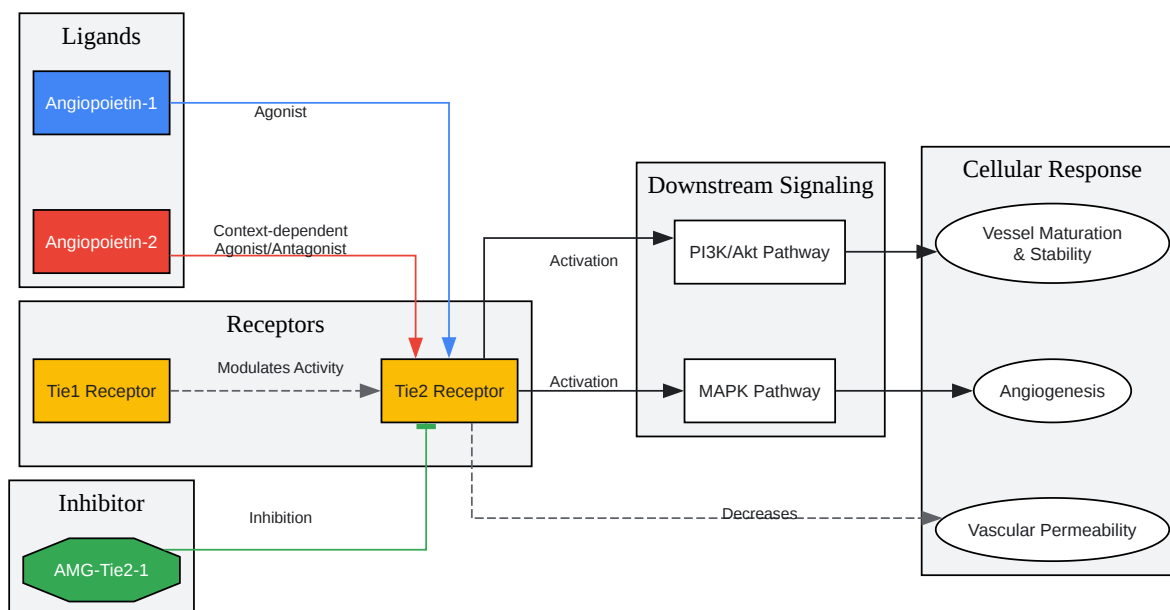 Ligands
Angiopoietin-1
Agonist
Angiopoietin-2
Context-dependent
Agonist/Antagonist
Receptors
Tie1 Receptor
Modulates Activity
Tie2 Receptor
Activation
Activation
Downstream Signaling
PI3K/Akt Pathway
MAPK Pathway
Cellular Response
Vessel Maturation
& Stability
Angiogenesis
Vascular Permeability
Decreases
Inhibitor
AMG-Tie2-1
Inhibition